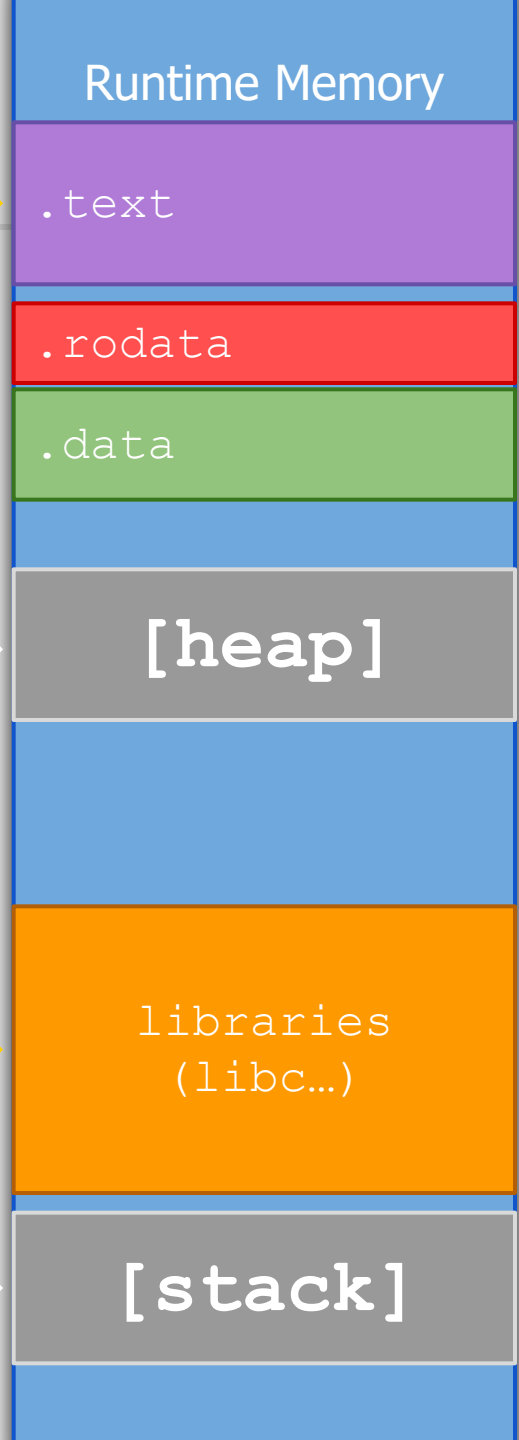 Runtime Memory
.text
.rodata
.data
[heap]
libraries
(libc…)
[stack]